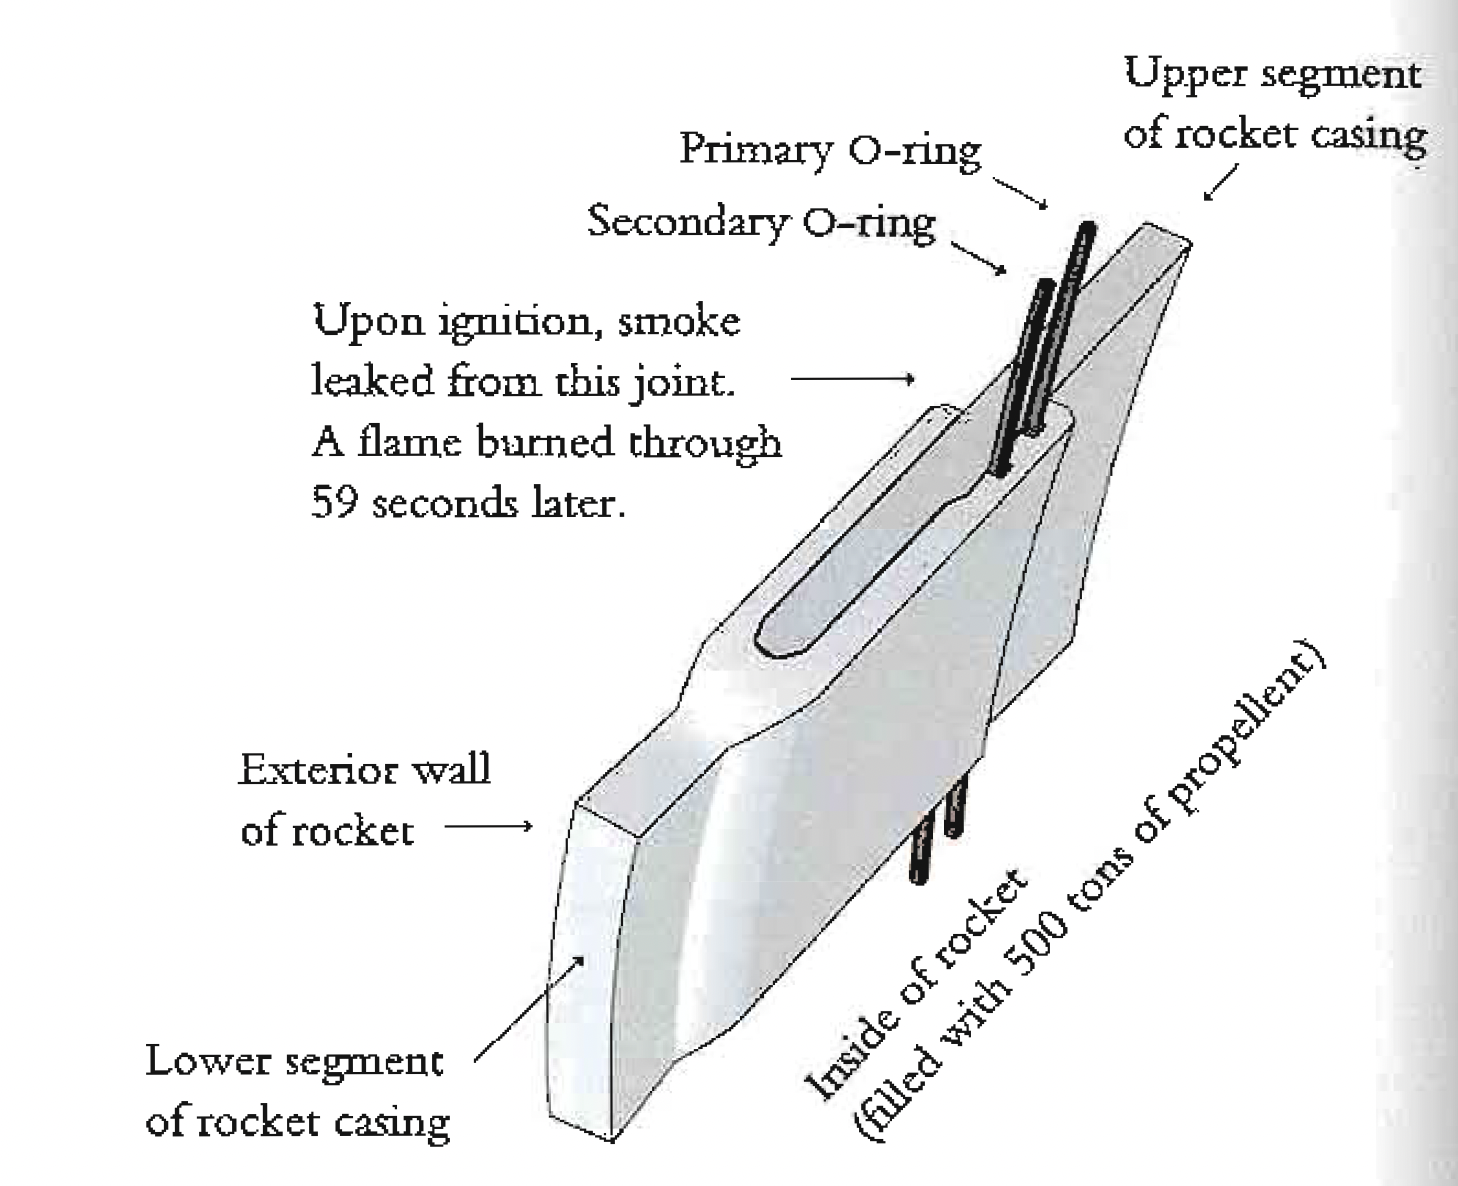 Upper segment
of rocket casing
Primary O-ring
Secondary O-ring
Upon ignition, smoke
leaked from this joint.
A flame burned through
59 seconds later.
Exterior wall
of rocket
Lower segment
of rocket casing
Inside of rocket
(filled with 500 tons of propellent)